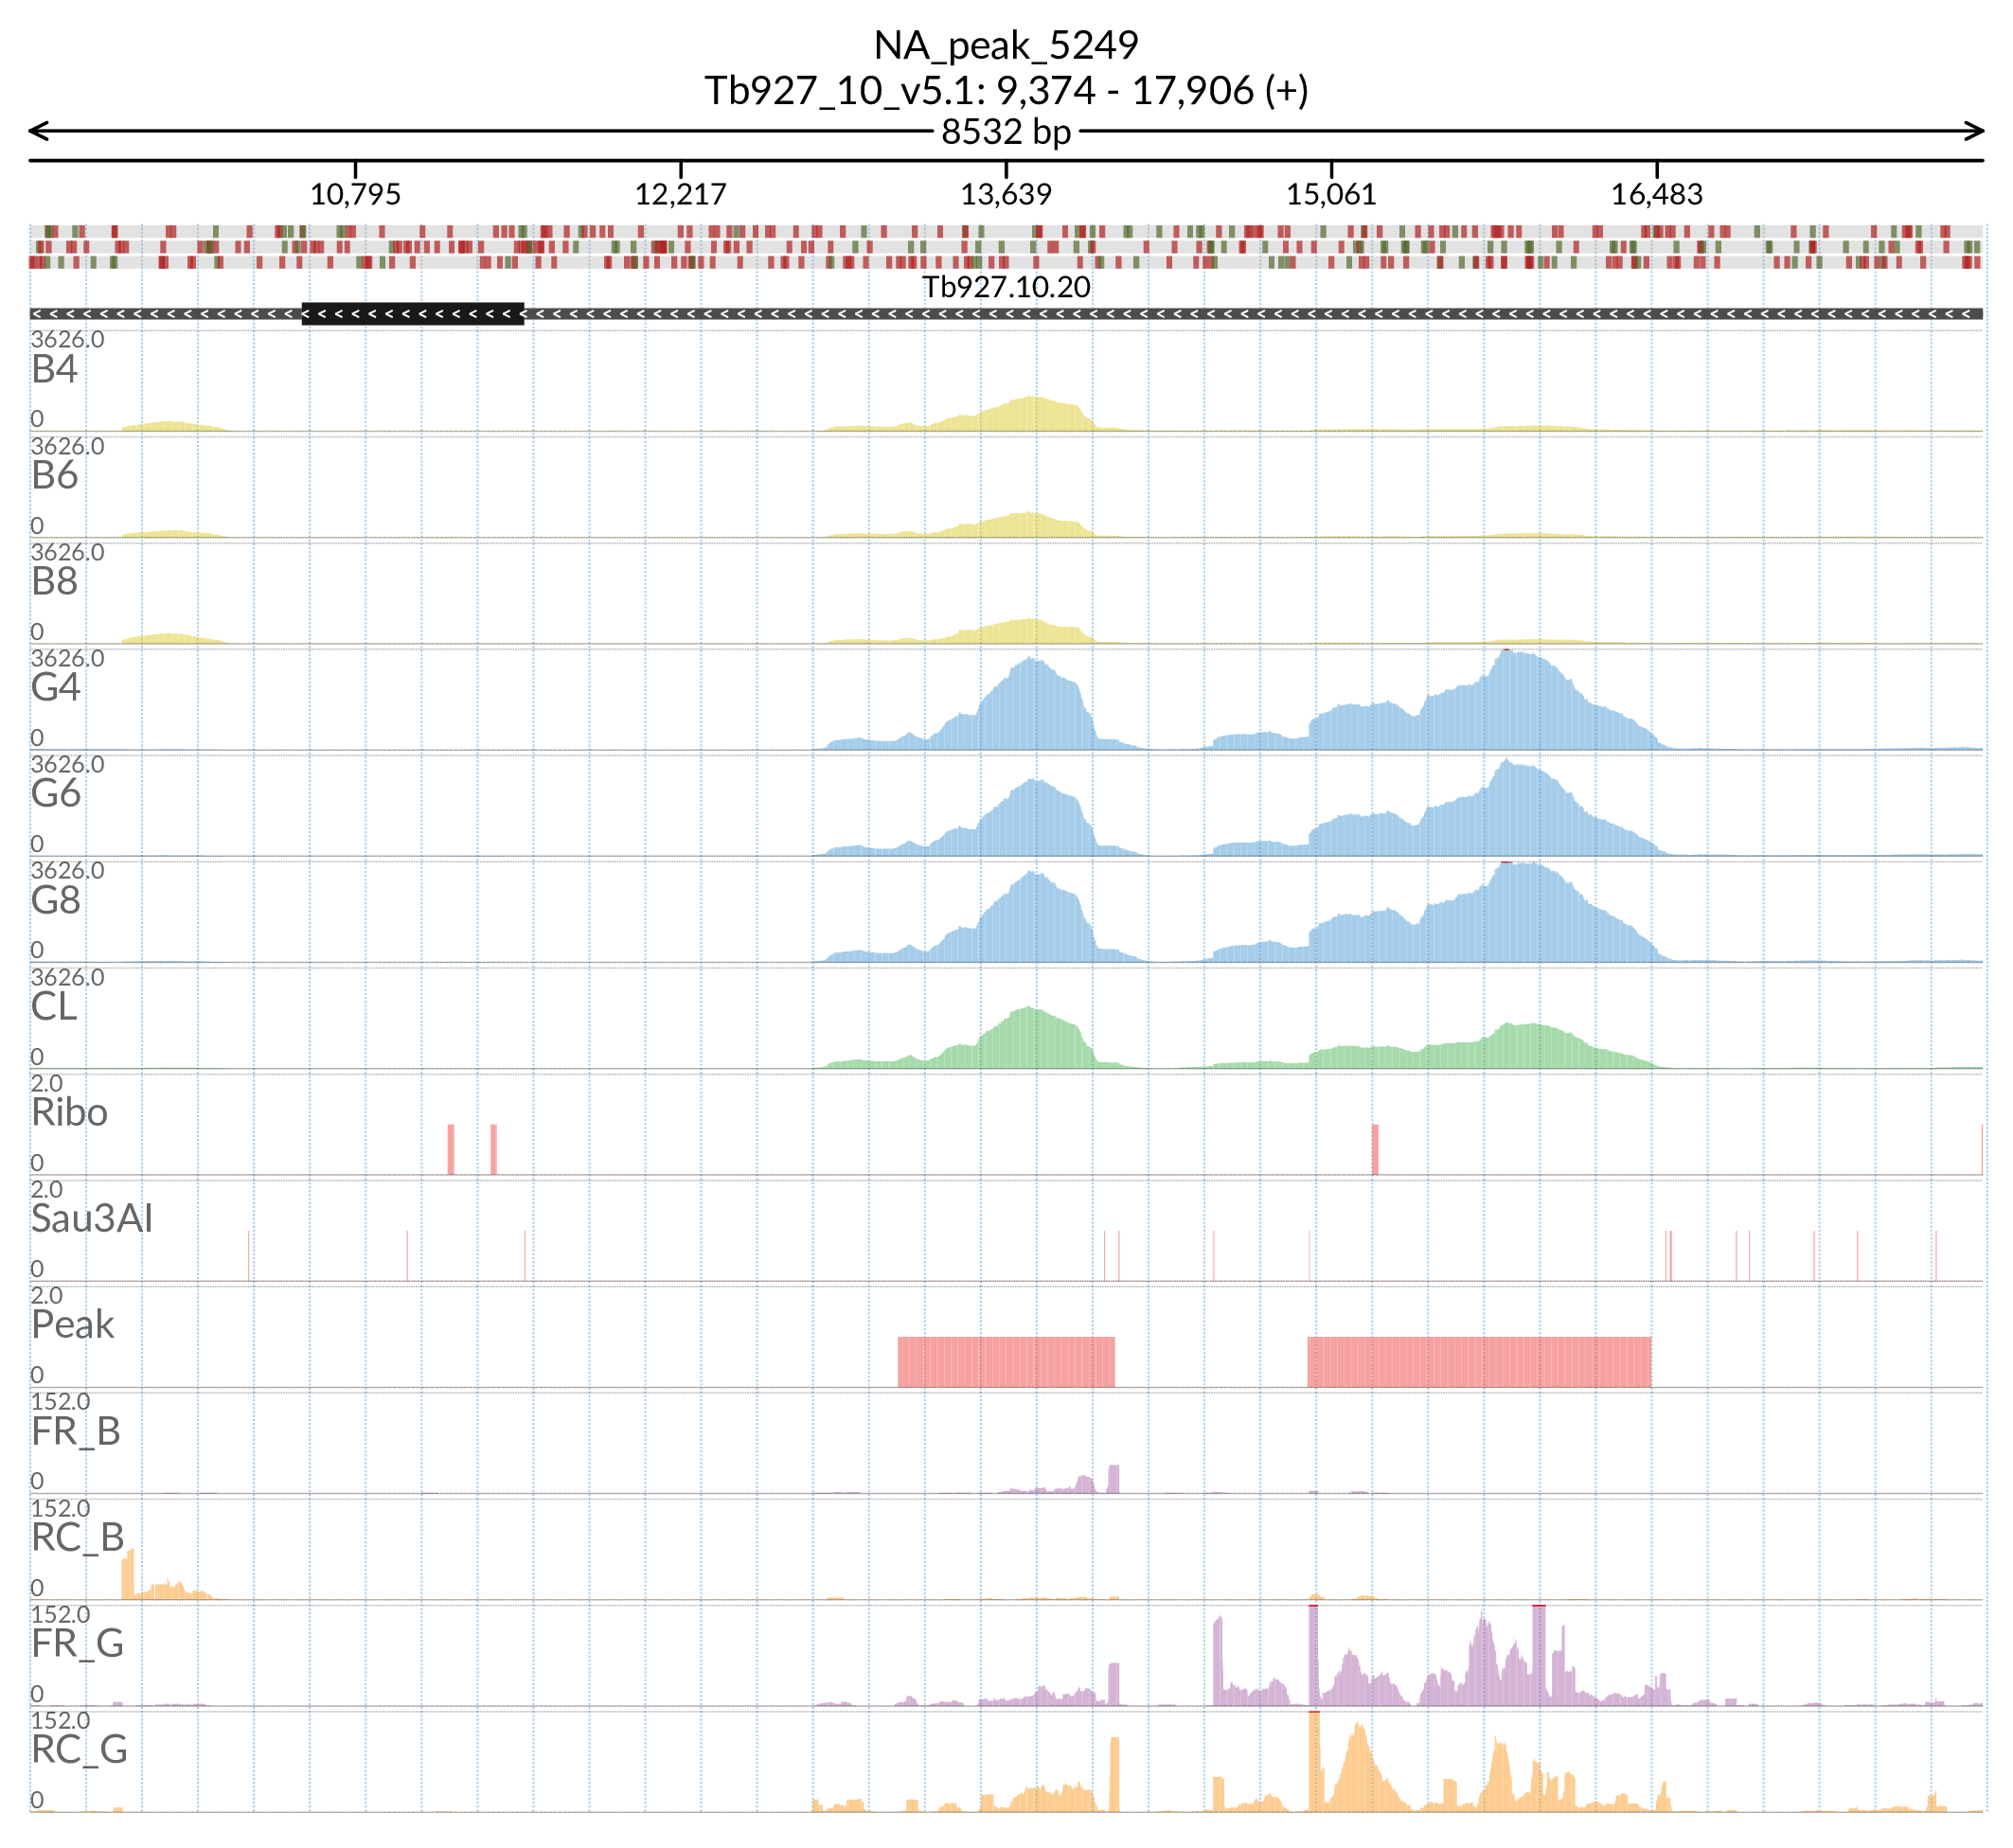 NA_peak_5249
Tb927_10_v5.1: 9,374 - 17,906 (+)
8532 bp
10,795 12,217 13,639 15,061 16,483
Tb927.10.20
3626.0
B4
0
3626.0
B6
0
3626.0
B8
0
3626.0
G4
0
3626.0
G6
0
3626.0
G8
0
3626.0
CL
0
2.0
Ribo
0
2.0
Sau3AI
0
2.0
Peak
0
152.0
FR_B
0
152.0
RC_B
0
152.0
FR_G
0
152.0
RC_G
0